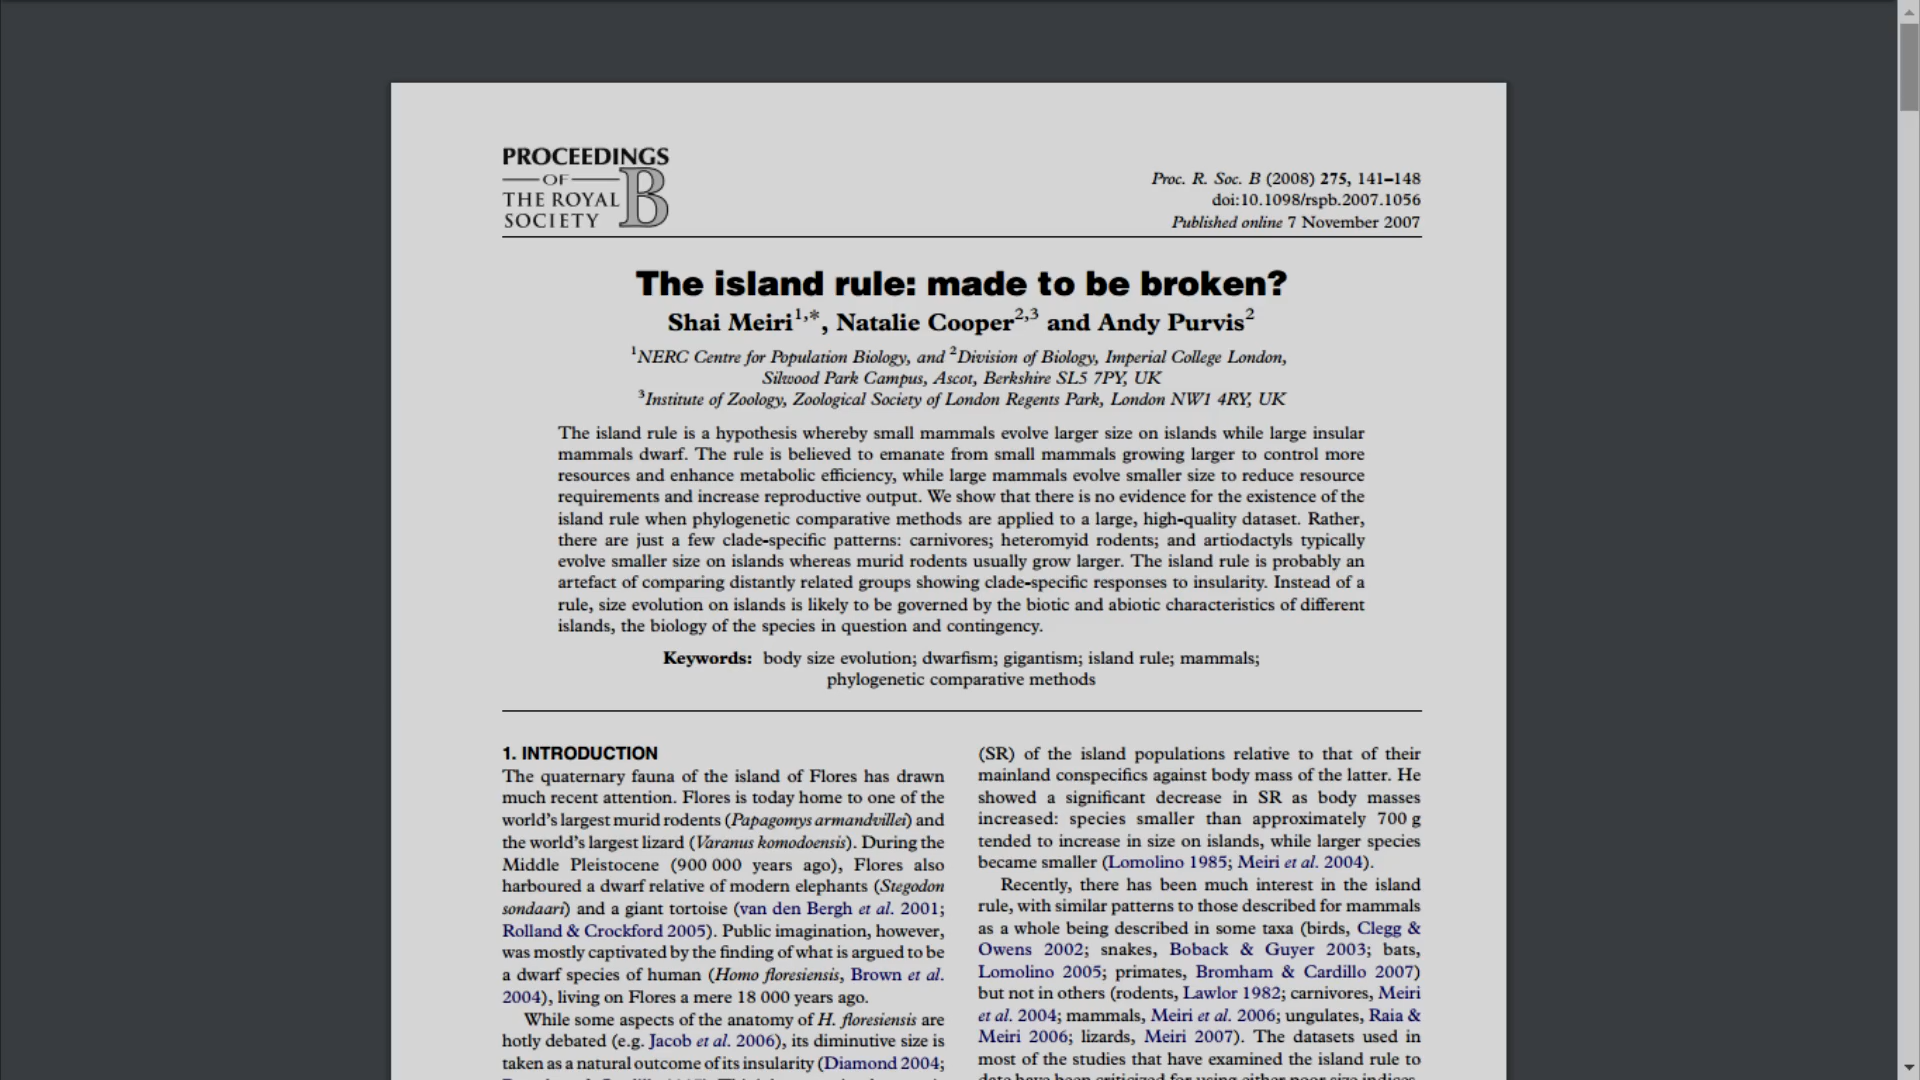 PROCEEDINGS
OF
THE ROYAL
SOCIETY
B
Proc. R. Soc. B (2008) 275, 141–148
doi:10.1098/rspb.2007.1056
Published online 7 November 2007
The island rule: made to be broken?
Shai Meiri1,*, Natalie Cooper2,3 and Andy Purvis2
1NERC Centre for Population Biology, and 2Division of Biology, Imperial College London,
Silwood Park Campus, Ascot, Berkshire SL5 7PY, UK
3Institute of Zoology, Zoological Society of London Regents Park, London NW1 4RY, UK
The island rule is a hypothesis whereby small mammals evolve larger size on islands while large insular
mammals dwarf. The rule is believed to emanate from small mammals growing larger to control more
resources and enhance metabolic efficiency, while large mammals evolve smaller size to reduce resource
requirements and increase reproductive output. We show that there is no evidence for the existence of the
island rule when phylogenetic comparative methods are applied to a large, high-quality dataset. Rather,
there are just a few clade-specific patterns: carnivores; heteromyid rodents; and artiodactyls typically
evolve smaller size on islands whereas murid rodents usually grow larger. The island rule is probably an
artefact of comparing distantly related groups showing clade-specific responses to insularity. Instead of a
rule, size evolution on islands is likely to be governed by the biotic and abiotic characteristics of different
islands, the biology of the species in question and contingency.
Keywords: body size evolution; dwarfism; gigantism; island rule; mammals;
phylogenetic comparative methods
1. INTRODUCTION
The quaternary fauna of the island of Flores has drawn
much recent attention. Flores is today home to one of the
world's largest murid rodents (Papagomys armandvillei) and
the world's largest lizard (Varanus komodoensis). During the
Middle Pleistocene (900 000 years ago), Flores also
harboured a dwarf relative of modern elephants (Stegodon
sondaari) and a giant tortoise (van den Bergh et al. 2001;
Rolland & Crockford 2005). Public imagination, however,
was mostly captivated by the finding of what is argued to be
a dwarf species of human (Homo floresiensis, Brown et al.
2004), living on Flores a mere 18 000 years ago.
While some aspects of the anatomy of H. floresiensis are
hotly debated (e.g. Jacob et al. 2006), its diminutive size is
taken as a natural outcome of its insularity (Diamond 2004;
(SR) of the island populations relative to that of their
mainland conspecifics against body mass of the latter. He
showed a significant decrease in SR as body masses
increased: species smaller than approximately 700 g
tended to increase in size on islands, while larger species
became smaller (Lomolino 1985; Meiri et al. 2004).
Recently, there has been much interest in the island
rule, with similar patterns to those described for mammals
as a whole being described in some taxa (birds, Clegg &
Owens 2002; snakes, Boback & Guyer 2003; bats,
Lomolino 2005; primates, Bromham & Cardillo 2007)
but not in others (rodents, Lawlor 1982; carnivores, Meiri
et al. 2004; mammals, Meiri et al. 2006; ungulates, Raia &
Meiri 2006; lizards, Meiri 2007). The datasets used in
most of the studies that have examined the island rule to
date have been criticized for using either poor size indices